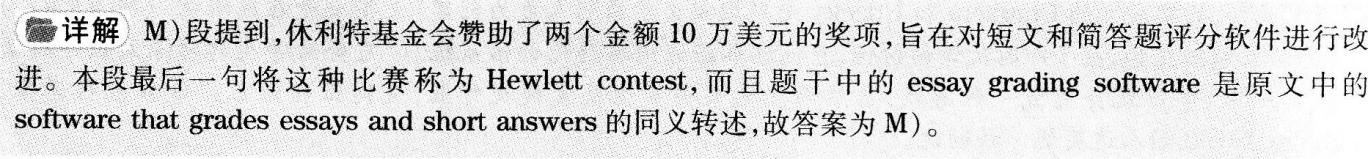 详解 M)段提到,休利特基金会赞助了两个金额 10 万美元的奖项,旨在对短文和简答题评分软件进行改
进。本段最后一句将这种比赛称为 Hewlett contest,而且题干中的 essay grading software 是原文中的
software that grades essays and short answers 的同义转述,故答案为 M)。